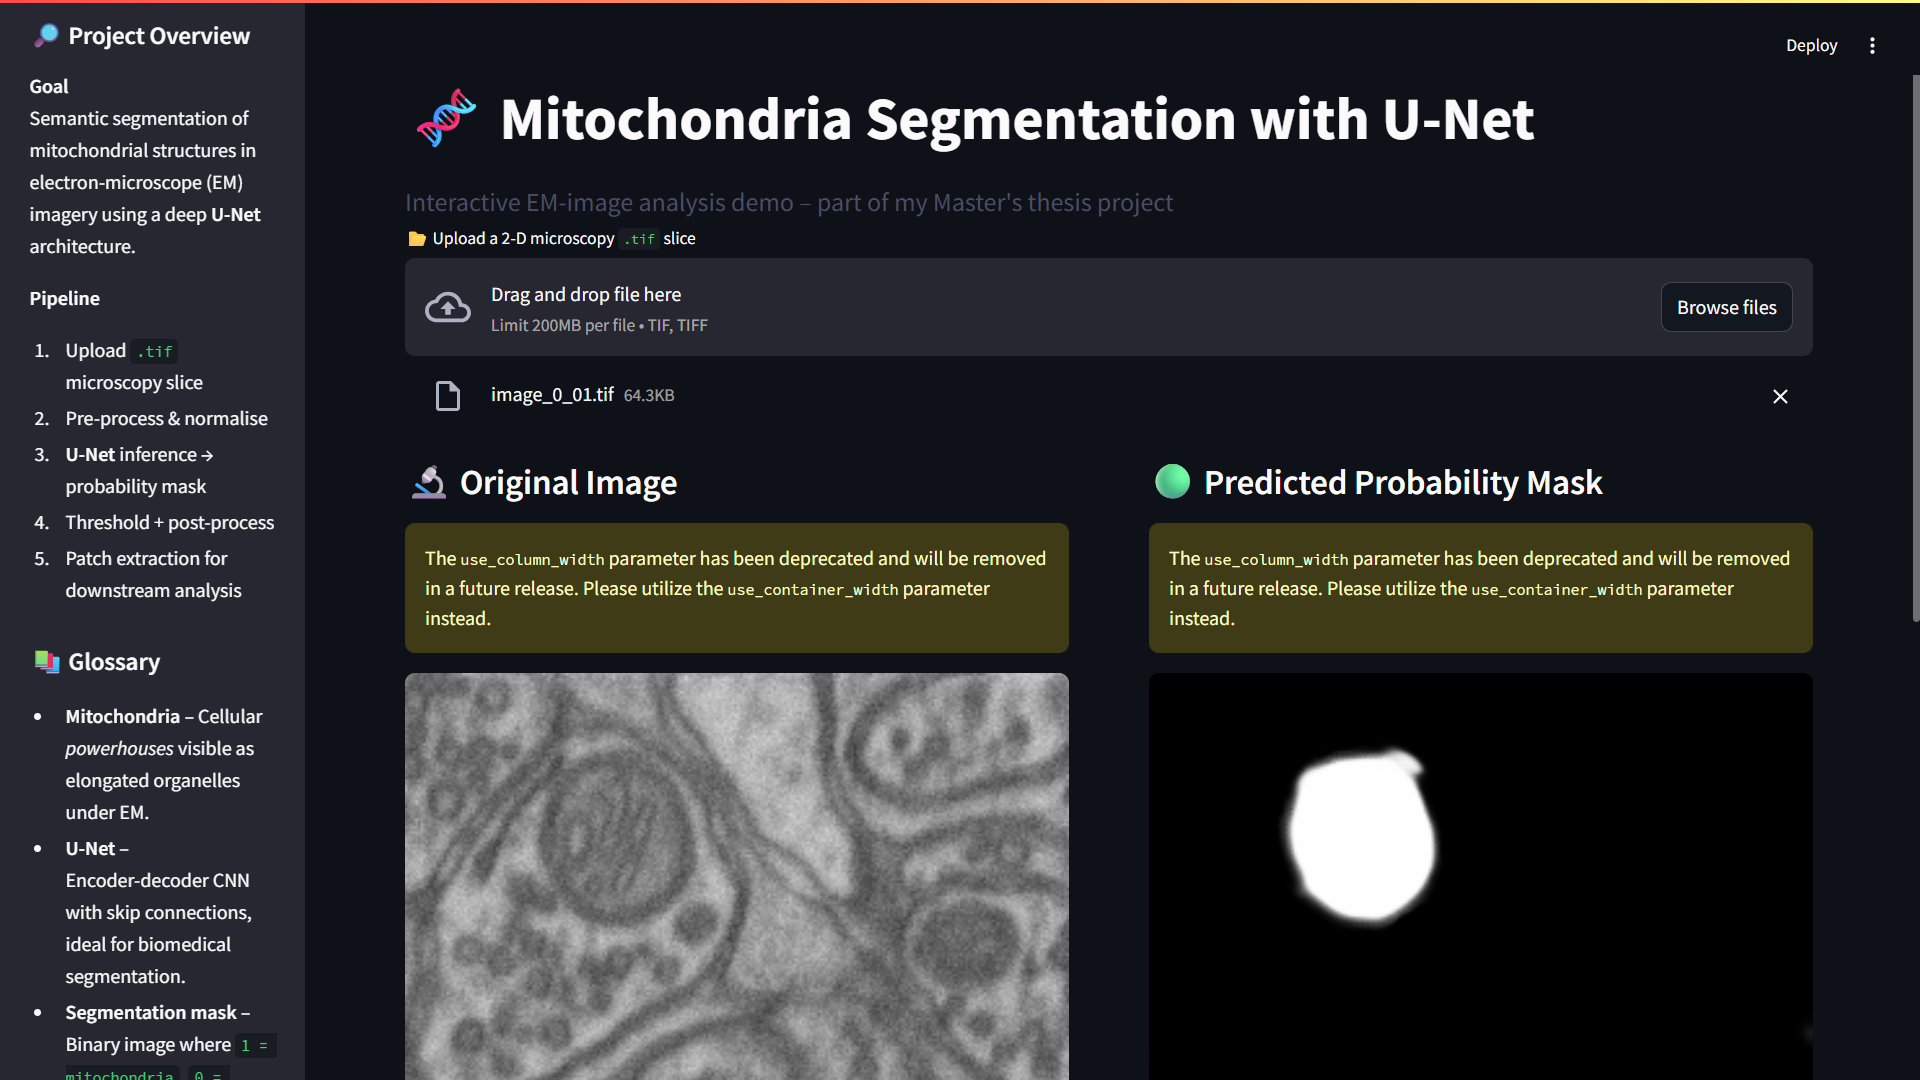 Project Overview
Goal
Semantic segmentation of
mitochondrial structures in
electron-microscope (EM)
imagery using a deep U-Net
architecture.
Pipeline
1. Upload .tif
microscopy slice
2. Pre-process & normalise
3. U-Net inference →
probability mask
4. Threshold + post-process
5. Patch extraction for
downstream analysis
Glossary
• Mitochondria – Cellular
powerhouses visible as
elongated organelles
under EM.
• U-Net –
Encoder-decoder CNN
with skip connections,
ideal for biomedical
segmentation.
• Segmentation mask –
Binary image where 1 =
mitochondria, 0 =
Deploy
Mitochondria Segmentation with U-Net
Interactive EM-image analysis demo – part of my Master's thesis project
Upload a 2-D microscopy .tif slice
Drag and drop file here
Limit 200MB per file • TIF, TIFF
Browse files
image_0_01.tif 64.3KB
Original Image
The use_column_width parameter has been deprecated and will be removed
in a future release. Please utilize the use_container_width parameter
instead.
Predicted Probability Mask
The use_column_width parameter has been deprecated and will be removed
in a future release. Please utilize the use_container_width parameter
instead.